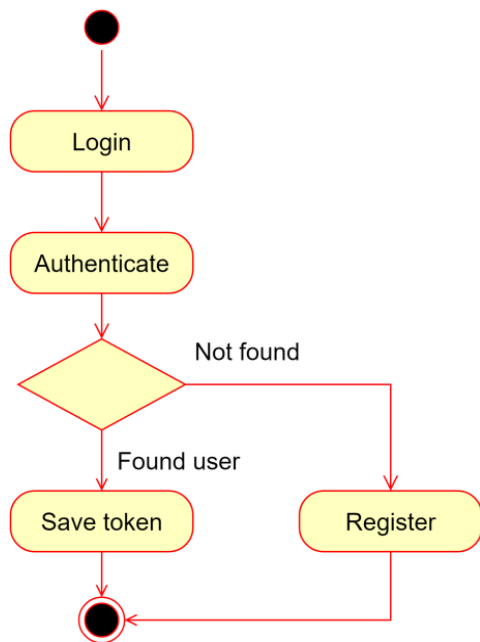 Login
Authenticate
Not found
Found user
Save token
Register